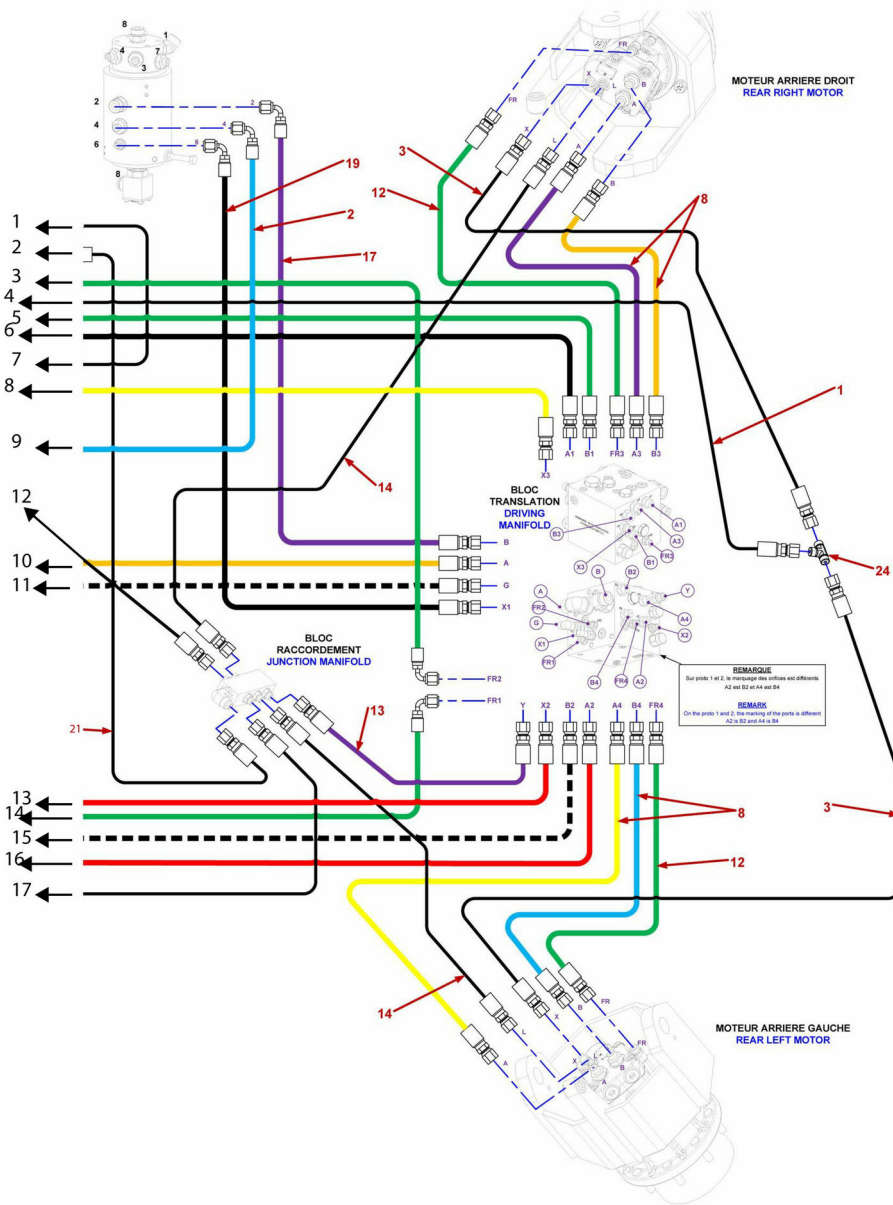 8
1
4
7
3
2
4
6
8
2
4
6
19
2
17
FR
X
L
A
B
FR
X
L
B
A
MOTEUR ARRIERE DROIT
REAR RIGHT MOTOR
3
12
8
1
2
3
4
5
6
7
8
9
12
10
11
14
1
24
A1
B1
FR3
A3
B3
X3
BLOC
TRANSLATION
DRIVING
MANIFOLD
B3
X3
A1
A3
FR3
B1
B
A
G
X1
B
B2
Y
A
FR2
G
X1
FR1
A4
X2
B4
FR4
A2
BLOC
RACCORDEMENT
JUNCTION MANIFOLD
FR2
FR1
REMARQUE
Sur proto 1 et 2, le marquage des orifices est différents
A2 est B2 et A4 est B4
REMARK
On the proto 1 and 2, the marking of the ports is different
A2 is B2 and A4 is B4
21
13
Y
X2
B2
A2
A4
B4
FR4
13
14
15
16
17
8
3
12
14
A
L
X
B
FR
X
L
B
FR
A
MOTEUR ARRIERE GAUCHE
REAR LEFT MOTOR